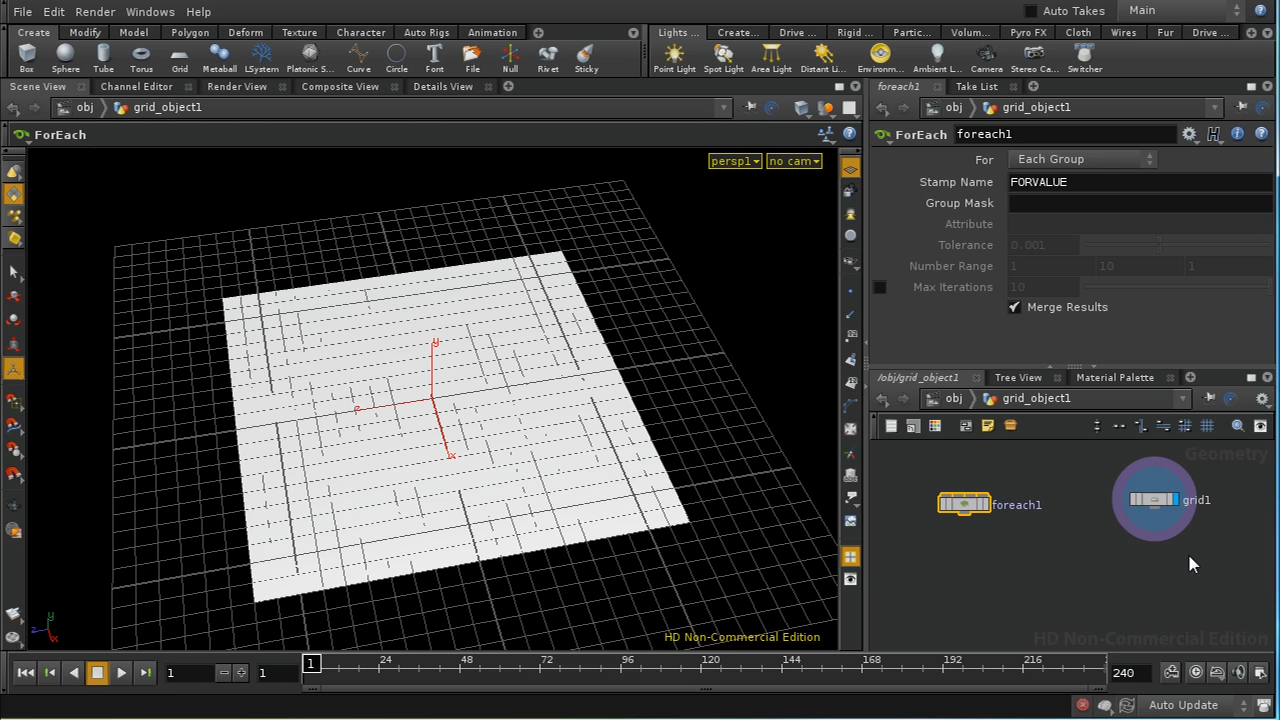 File Edit Render Windows Help Auto Takes Main
Create Modify Model Polygon Deform Texture Character Auto Rigs Animation Lights ... Create... Drive ... Rigid ... Partic... Volum... Pyro FX Cloth Wires Fur Drive ...
Box Sphere Tube Torus Grid Metaball LSystem Platonic S... Curve Circle Font File Null Rivet Sticky Point Light Spot Light Area Light Distant Li... Environm... Ambient L... Camera Stereo Ca... Switcher
Scene View Channel Editor Render View Composite View Details View foreach1 Take List
obj grid_object1 obj grid_object1
ForEach ForEach foreach1
persp1 no cam
For Each Group
Stamp Name FORVALUE
Group Mask
Attribute
Tolerance 0.001
Number Range 1 10 1
Max Iterations 10
Merge Results
/obj/grid_object1 Tree View Material Palette
obj grid_object1
Geometry
foreach1 grid1
y
z
x
y
z x
HD Non-Commercial Edition HD Non-Commercial Edition
1 1 1 24 48 72 96 120 144 168 192 216 240
Auto Update